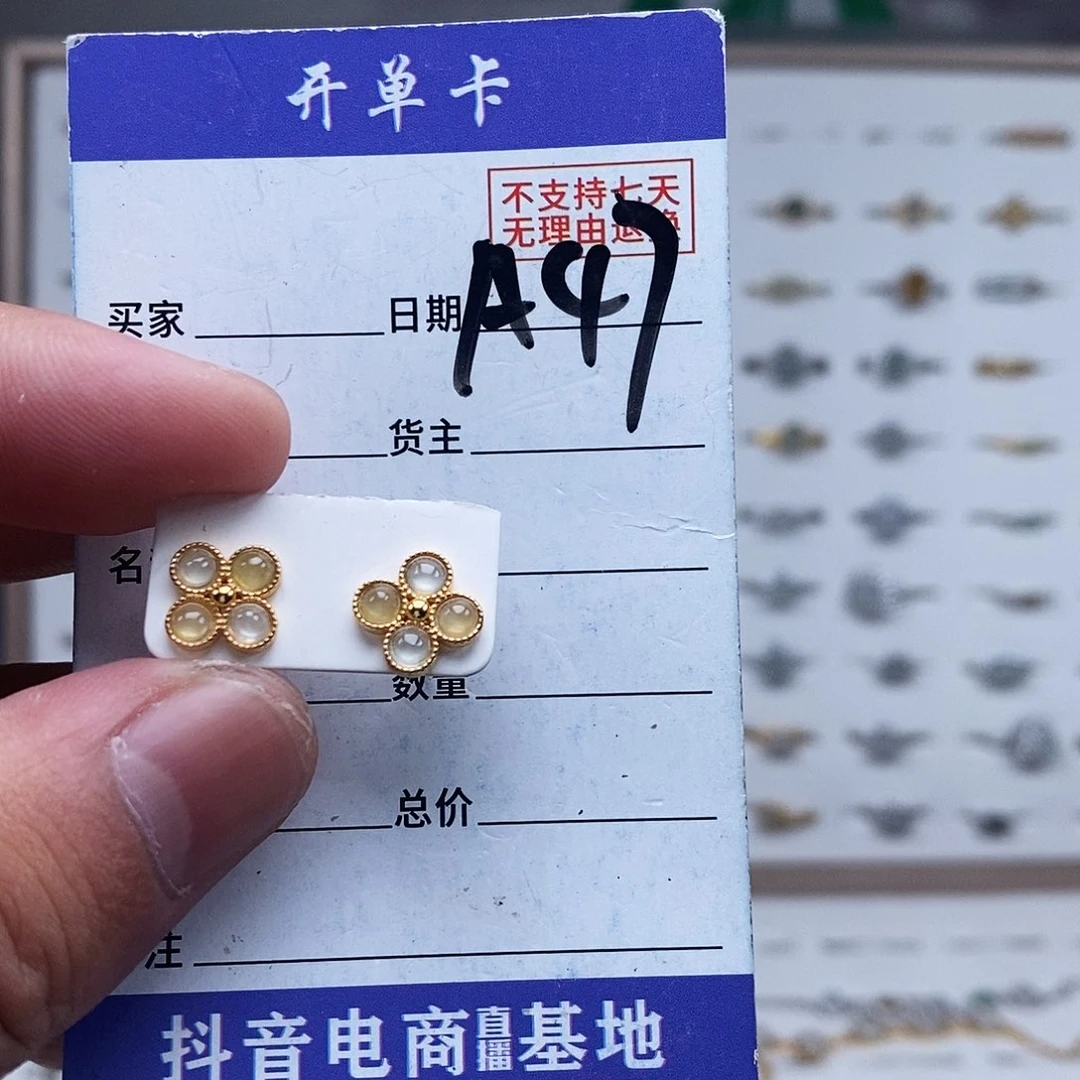 开单卡
不支持七天
无理由退换
A47
买家 日期
货主
名
数量
总价
注
抖音电商直播基地